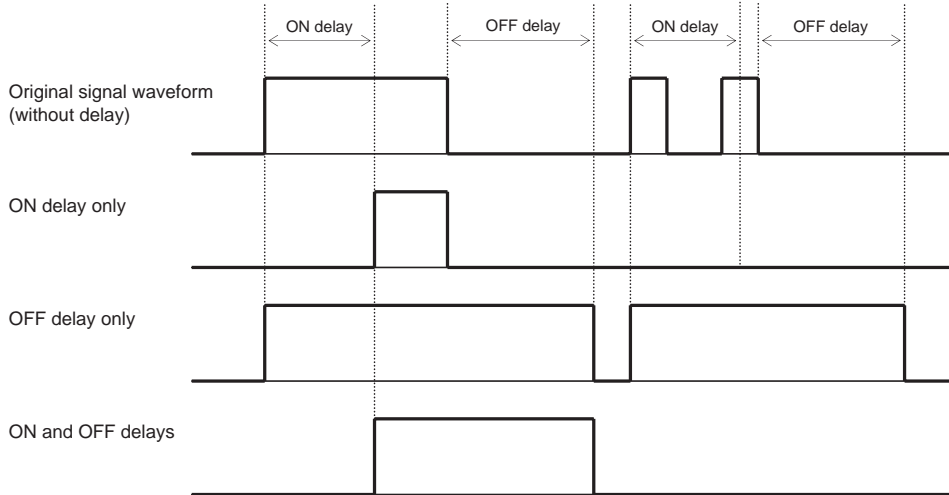 ON delay
OFF delay
ON delay
OFF delay
Original signal waveform
(without delay)
ON delay only
OFF delay only
ON and OFF delays